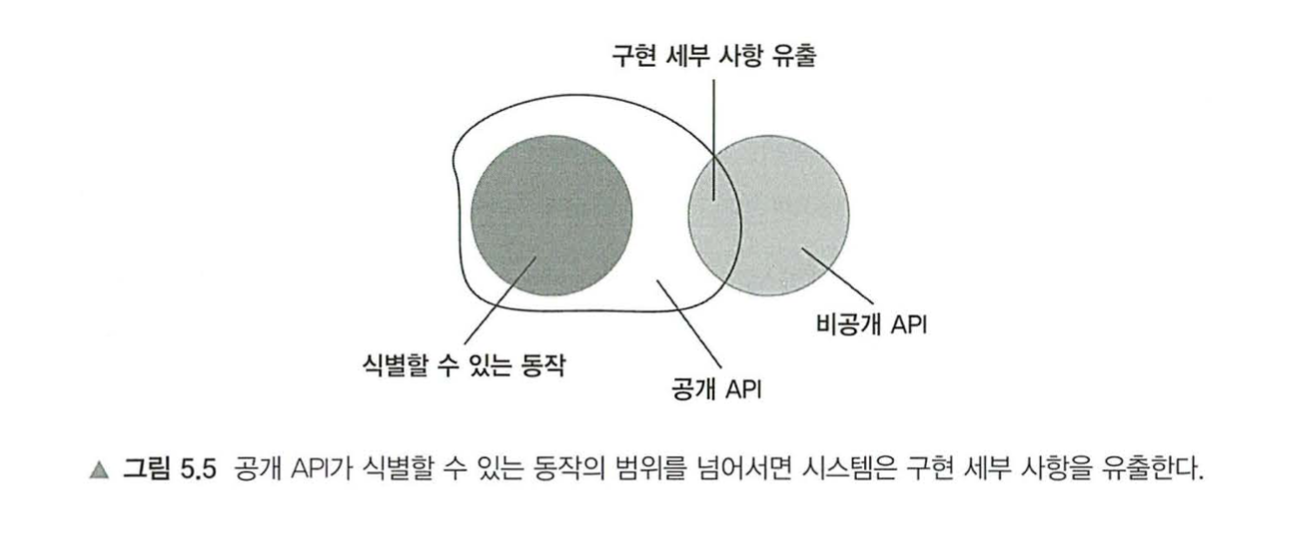 구현 세부 사항 유출
비공개 API
식별할 수 있는 동작
공개 API
▲ 그림 5.5 공개 API가 식별할 수 있는 동작의 범위를 넘어서면 시스템은 구현 세부 사항을 유출한다.